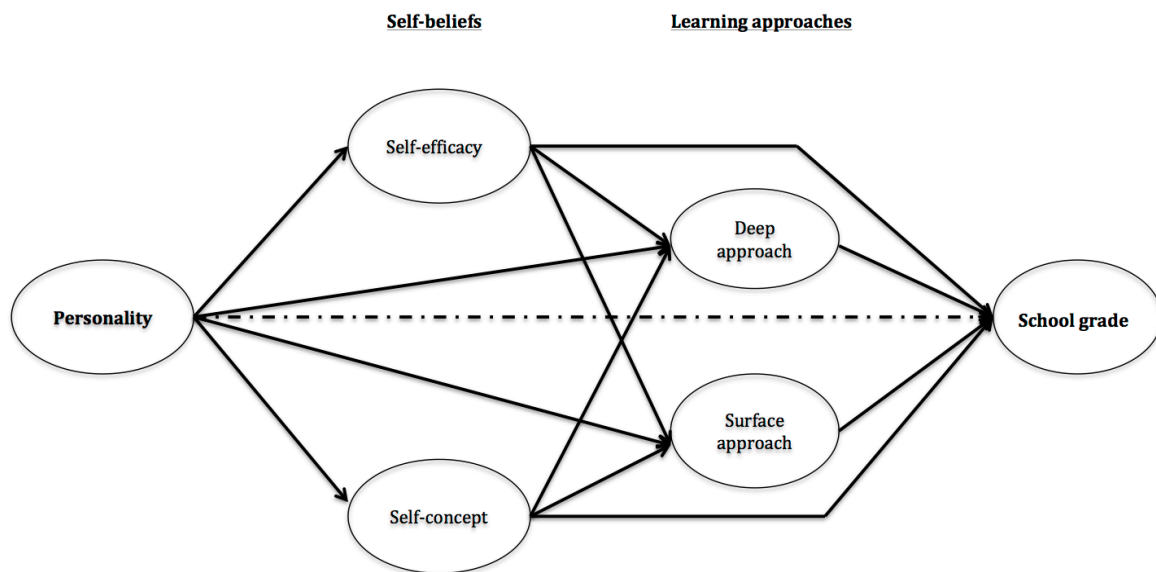 Self-beliefs
Learning approaches
Self-efficacy
Deep
approach
Personality
School grade
Surface
approach
Self-concept